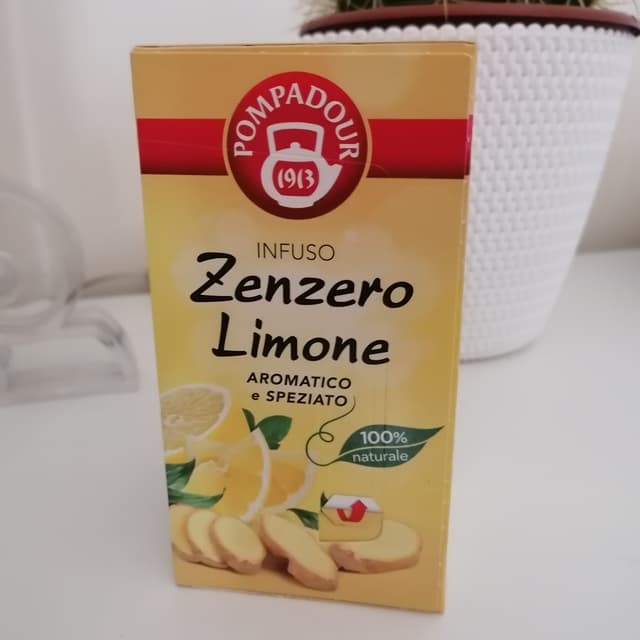 POMPADOUR
1913
INFUSO
Zenzero
Limone
AROMATICO
e SPEZIATO
100%
naturale